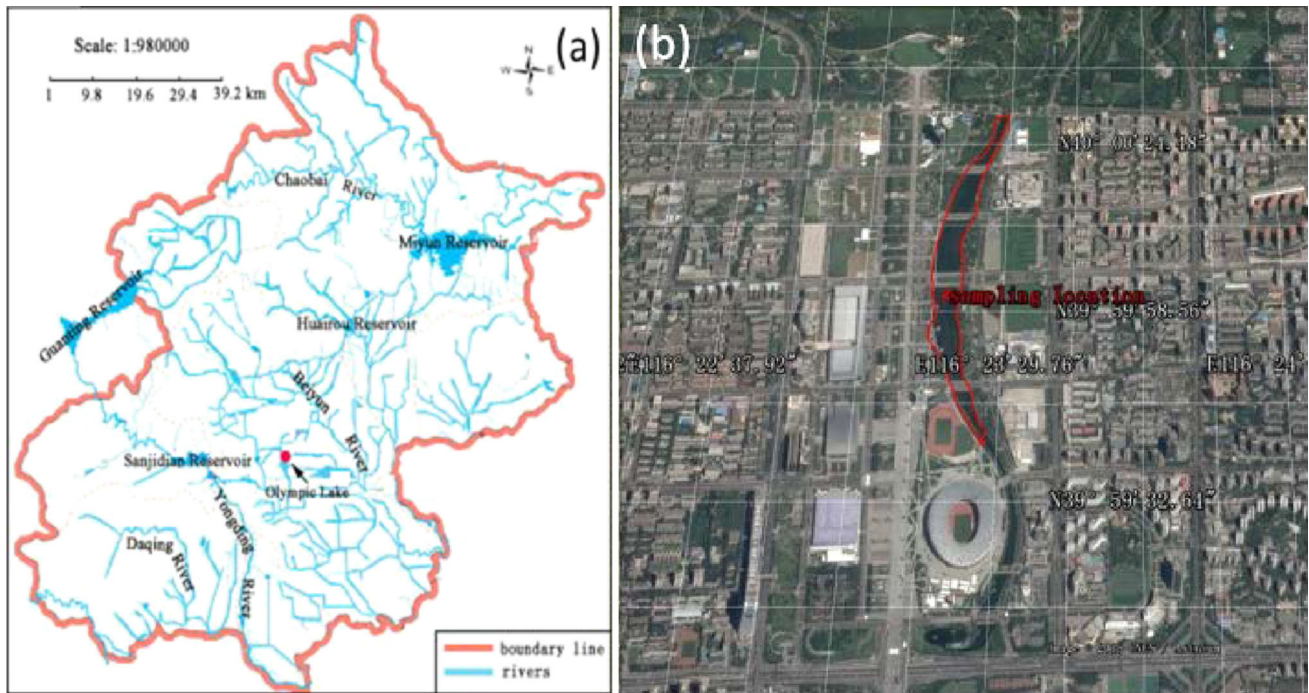 Scale: 1:980000
1 9.8 19.6 29.4 39.2 km
N
W E
S
(a)
Chaobai River
Miyun Reservoir
Guanting Reservoir
Huairou Reservoir
Beiyun River
Sanjidian Reservoir
Olympic Lake
Yongding River
Daqing River
boundary line
rivers
(b)
N40° 00'24.18"
Sampling location
N39° 59'58.56"
E116° 22'37.92"
E116° 23'29.76"
E116° 24'
N39° 59'32.64"